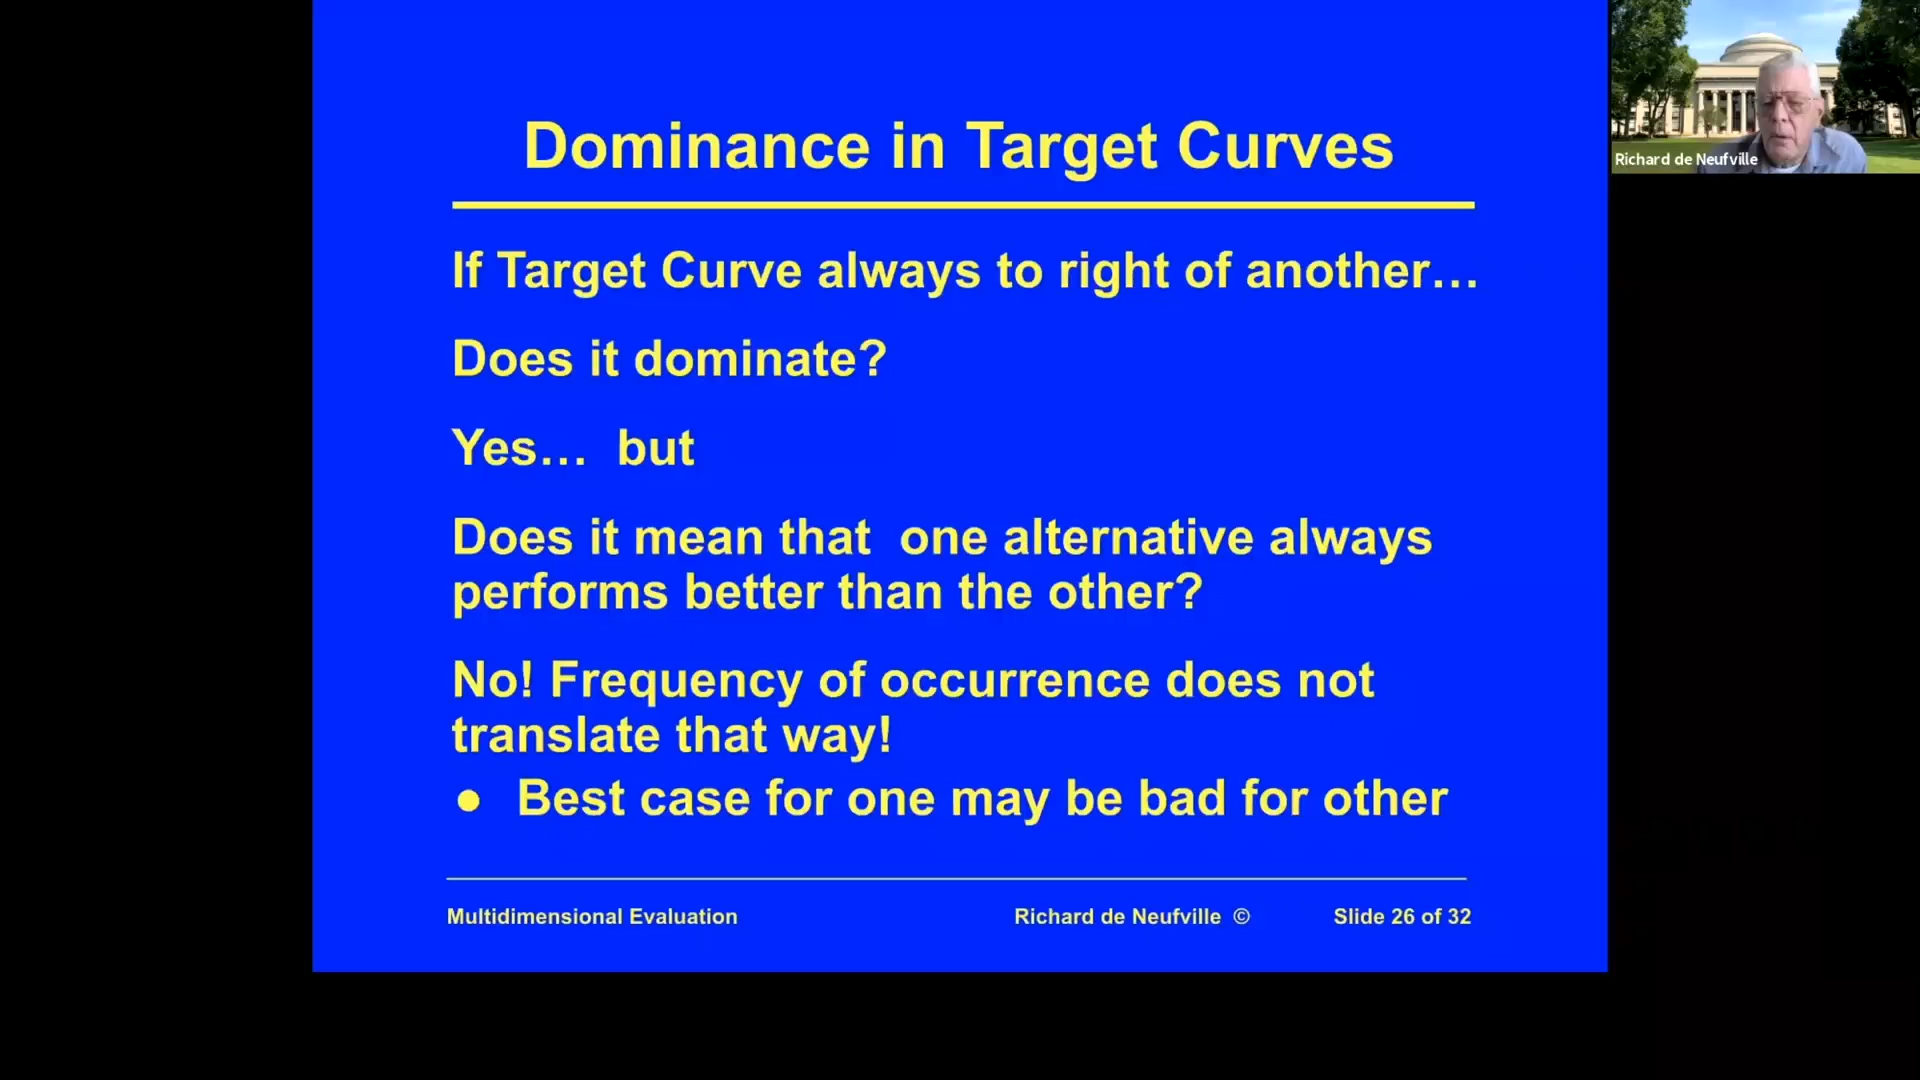 Dominance in Target Curves
If Target Curve always to right of another…
Does it dominate?
Yes…  but
Does it mean that  one alternative always
performs better than the other?
No! Frequency of occurrence does not
translate that way!
● Best case for one may be bad for other
Multidimensional Evaluation
Richard de Neufville ©
Slide 26 of 32
Richard de Neufville